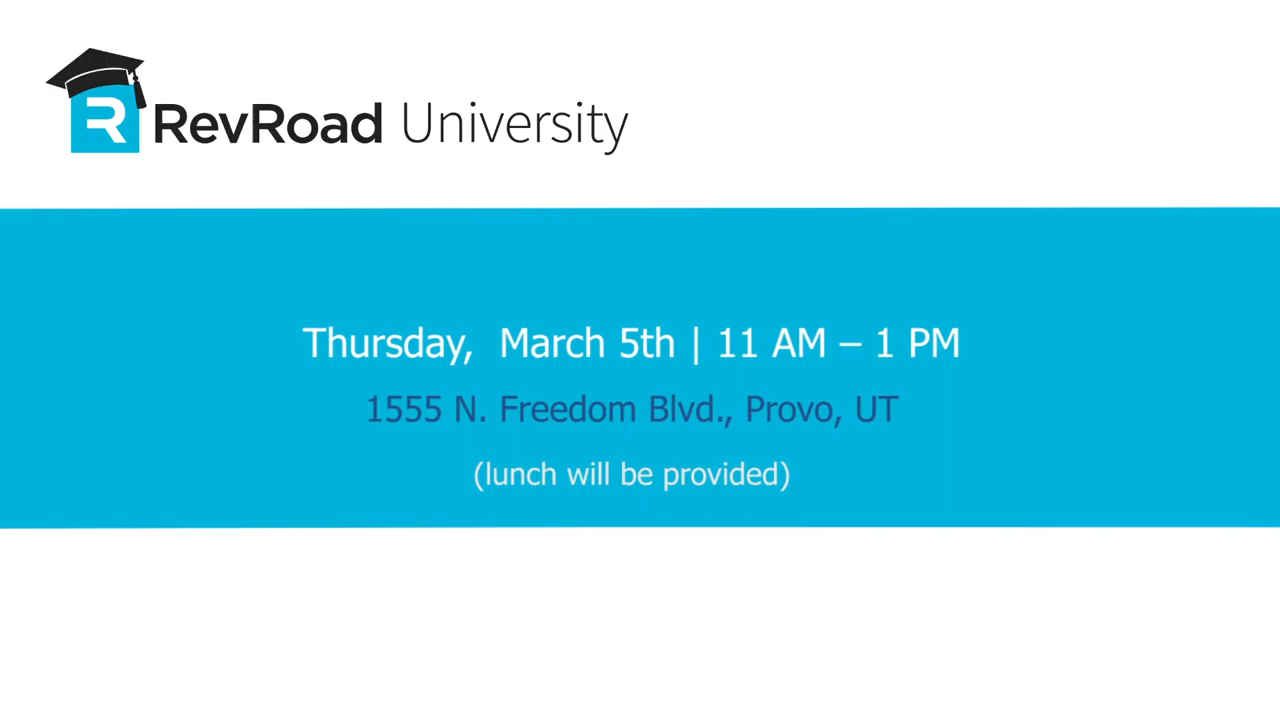 R RevRoad University
Thursday,  March 5th | 11 AM – 1 PM
1555 N. Freedom Blvd., Provo, UT
(lunch will be provided)